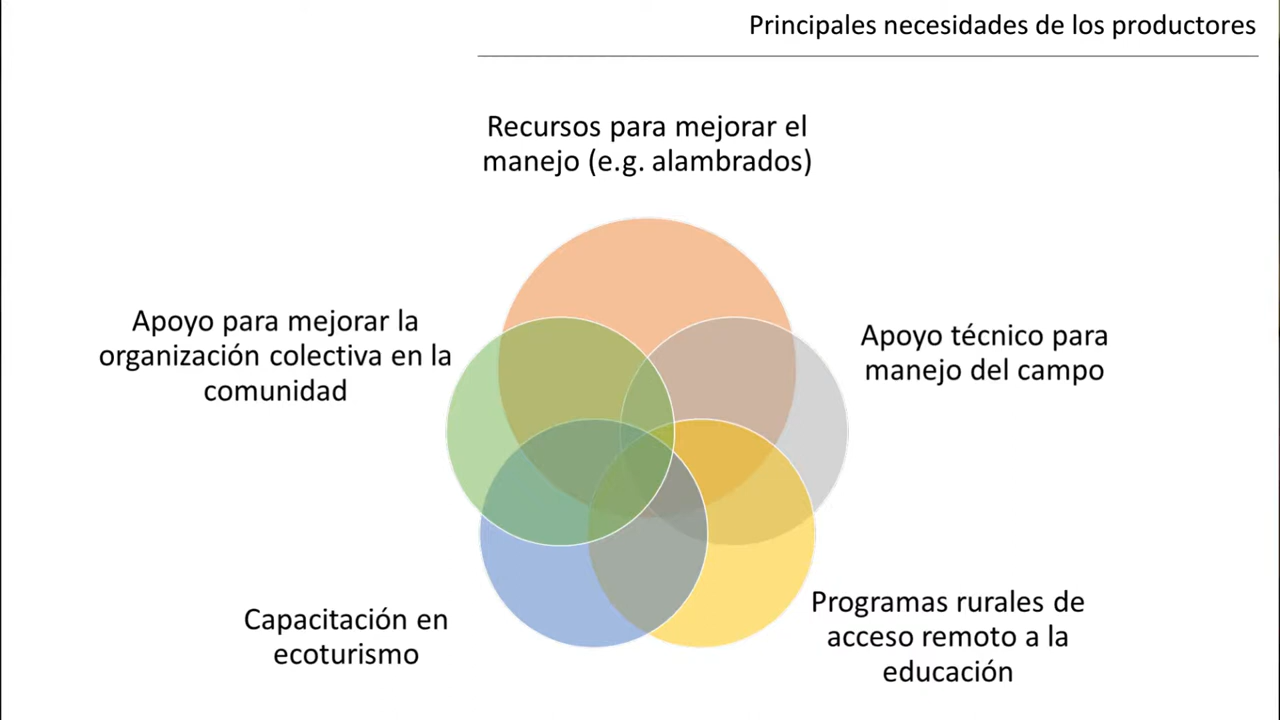 Principales necesidades de los productores
Recursos para mejorar el
manejo (e.g. alambrados)
Apoyo para mejorar la
organización colectiva en la
comunidad
Apoyo técnico para
manejo del campo
Capacitación en
ecoturismo
Programas rurales de
acceso remoto a la
educación